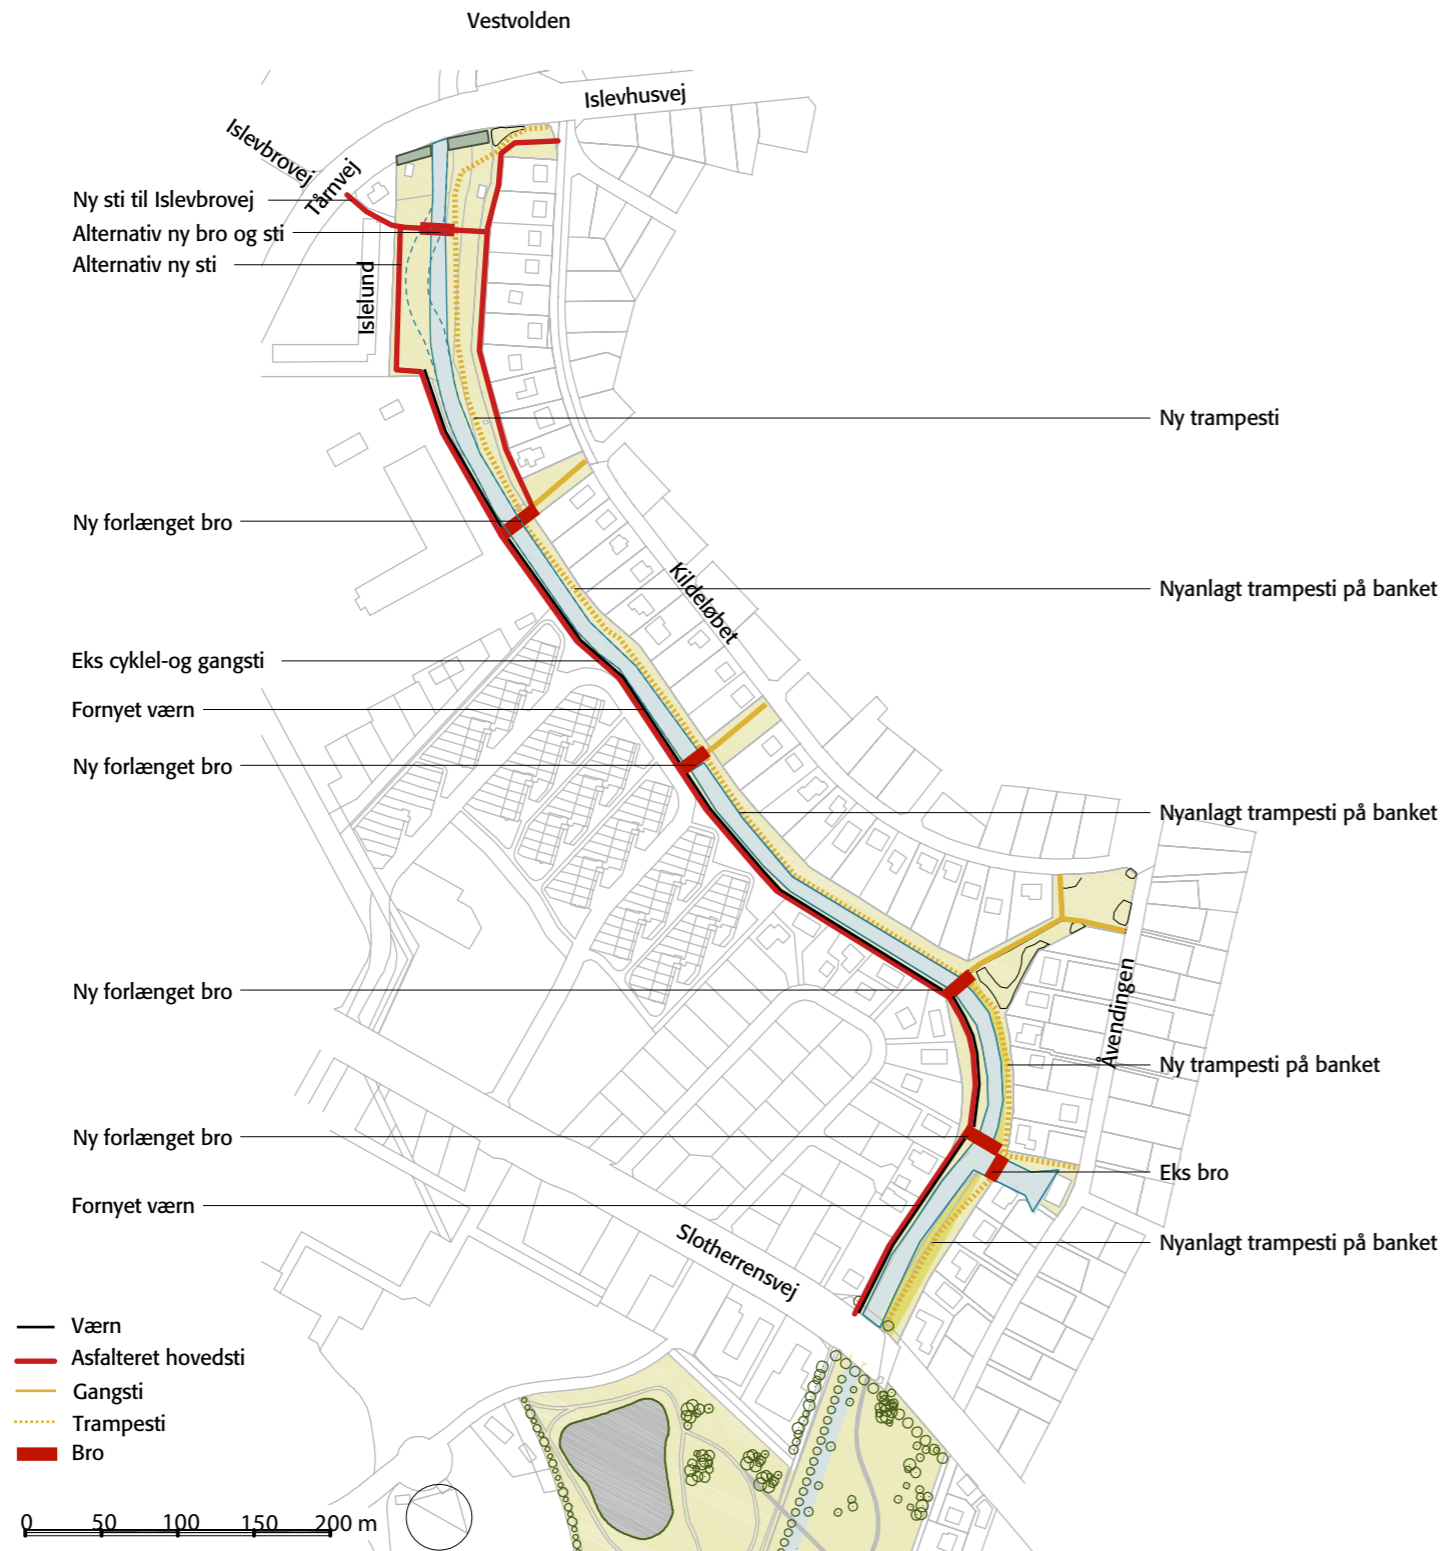 Vestvolden
Islevhusvej
Islevbrovej
Tårnvej
Ny sti til Islevbrovej
Alternativ ny bro og sti
Alternativ ny sti
Islelund
Ny trampesti
Ny forlænget bro
Kildeløbet
Nyanlagt trampesti på banket
Eks cyklel-og gangsti
Fornyet værn
Ny forlænget bro
Nyanlagt trampesti på banket
Ny forlænget bro
Åvendingen
Ny trampesti på banket
Ny forlænget bro
Eks bro
Fornyet værn
Slotherrensvej
Nyanlagt trampesti på banket
Værn
Asfalteret hovedsti
Gangsti
Trampesti
Bro
0 50 100 150 200 m